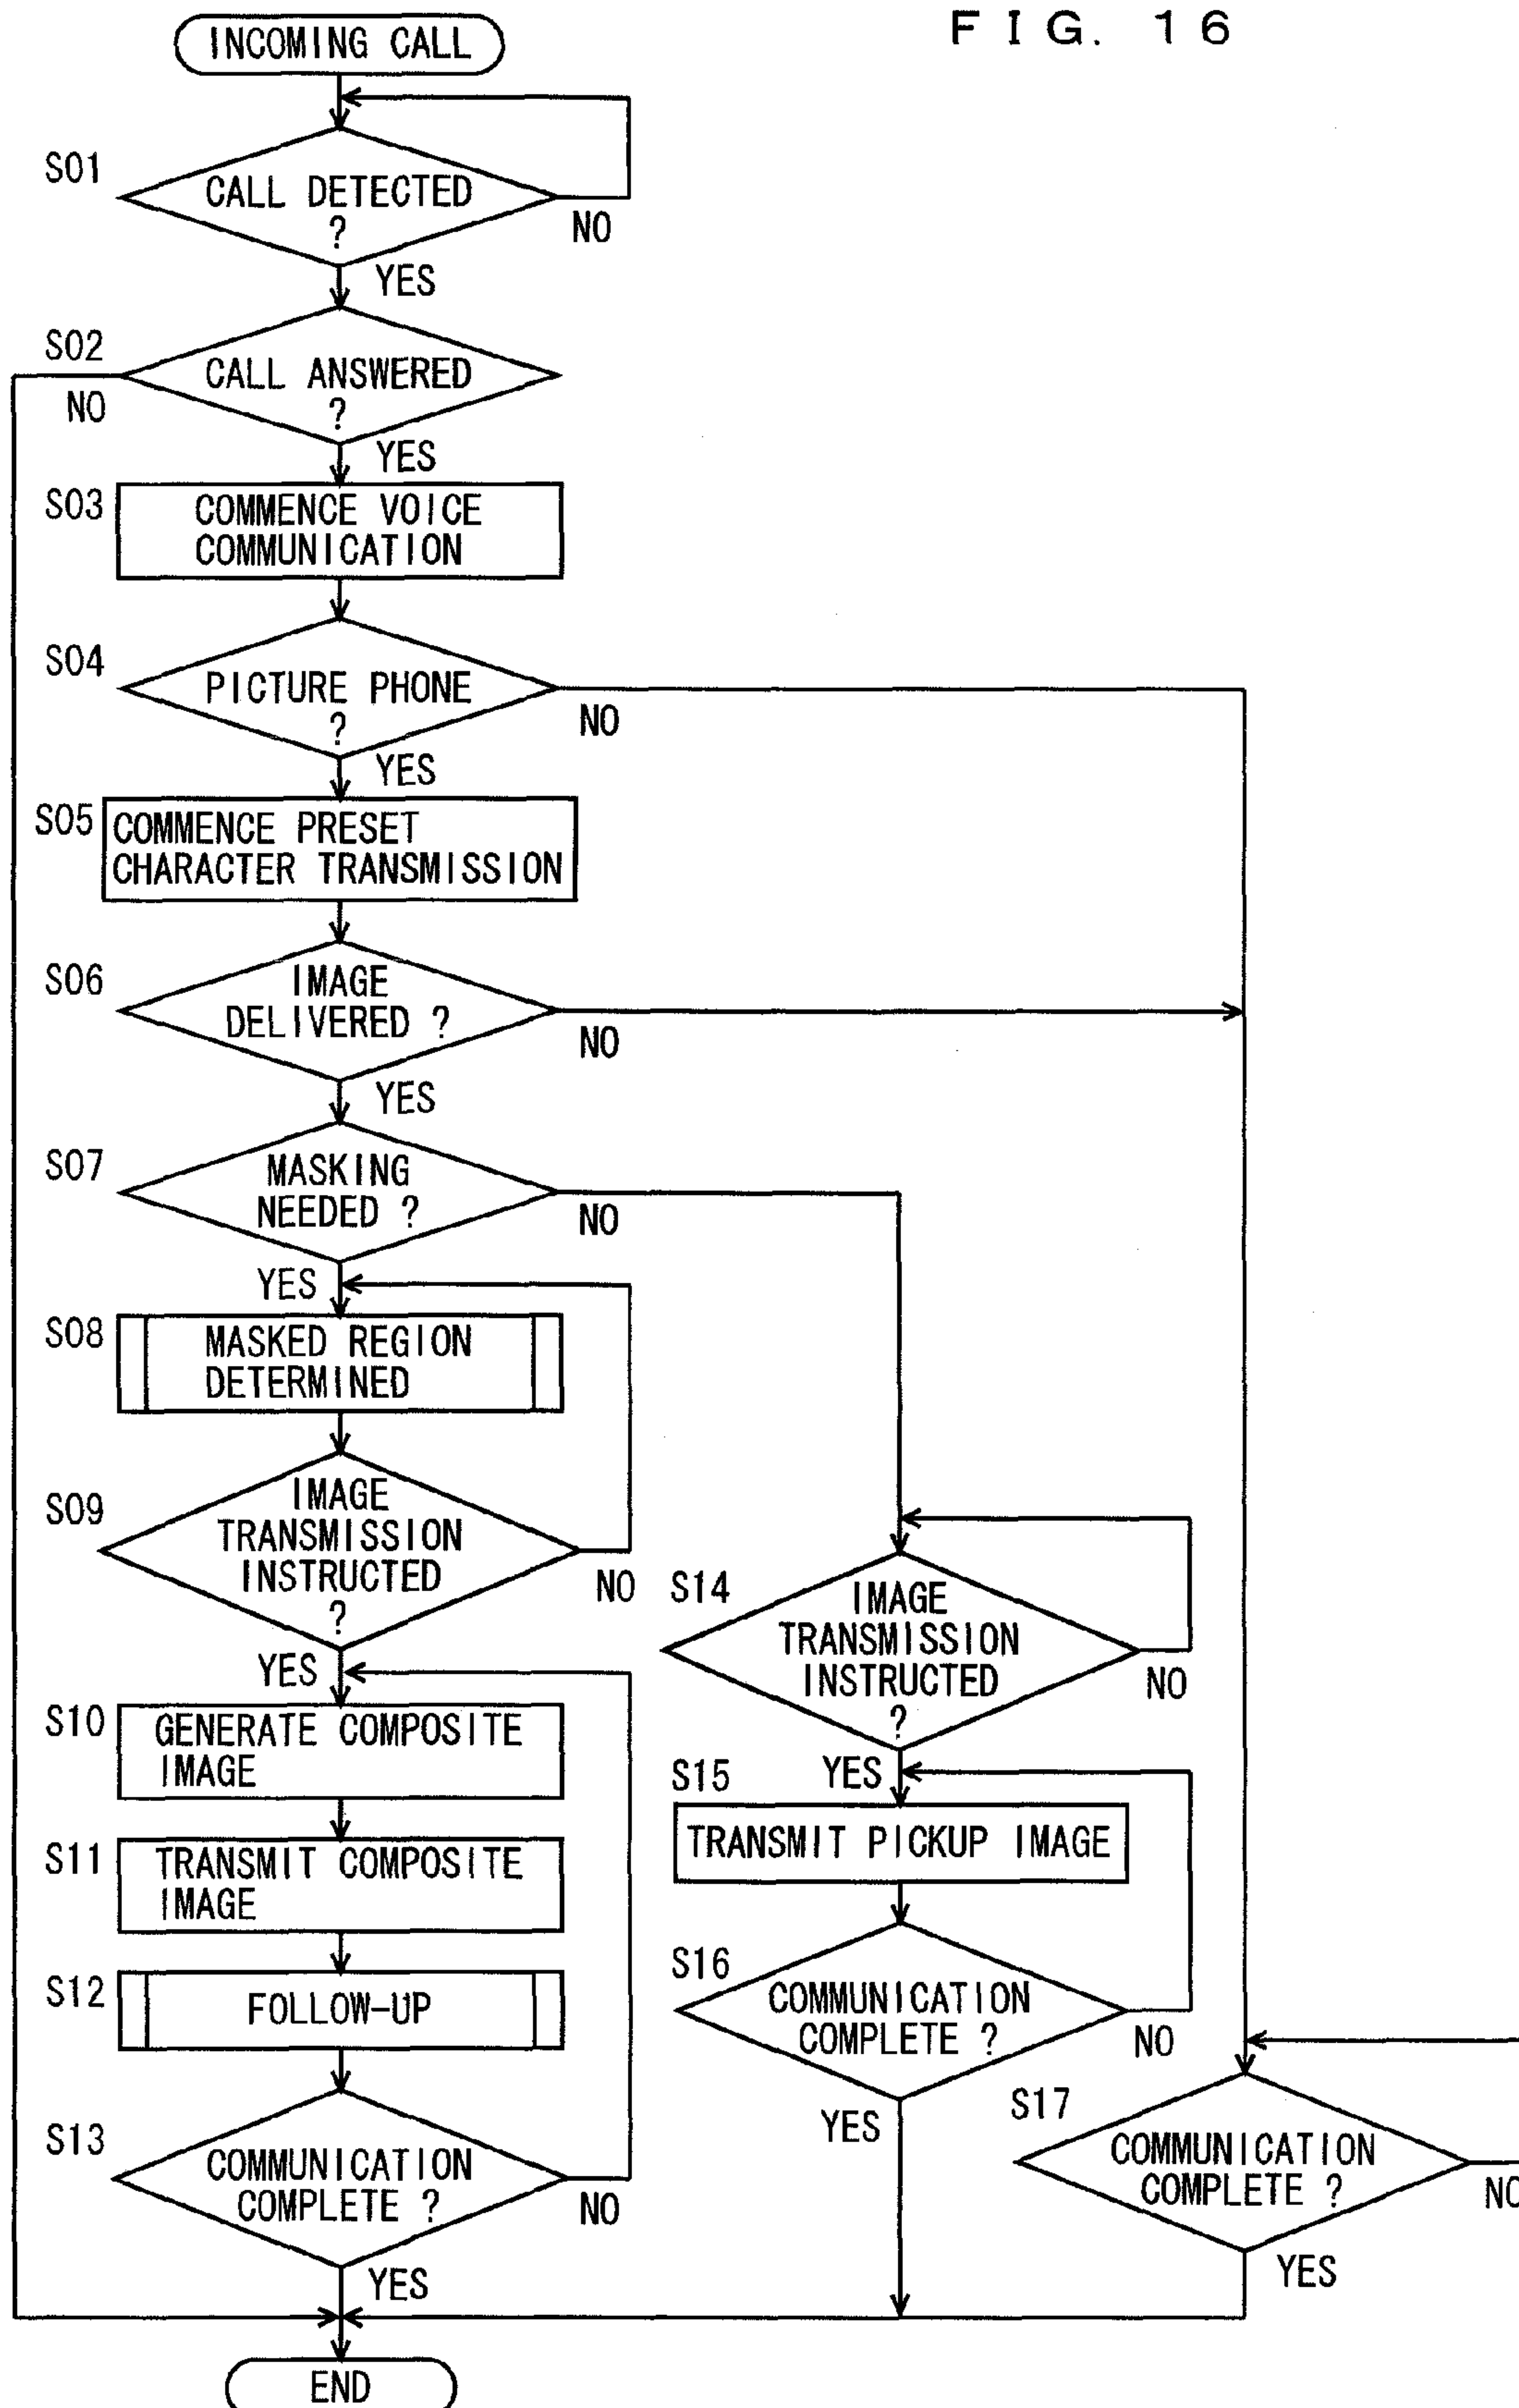 FIG. 16
INCOMING CALL
S01
CALL DETECTED
?
NO
YES
S02
CALL ANSWERED
?
NO
YES
S03
COMMENCE VOICE
COMMUNICATION
S04
PICTURE PHONE
?
NO
YES
S05
COMMENCE PRESET
CHARACTER TRANSMISSION
S06
IMAGE
DELIVERED ?
NO
YES
S07
MASKING
NEEDED ?
NO
YES
S08
MASKED REGION
DETERMINED
S09
IMAGE
TRANSMISSION
INSTRUCTED
?
NO
YES
S10
GENERATE COMPOSITE
IMAGE
S11
TRANSMIT COMPOSITE
IMAGE
S12
FOLLOW-UP
S13
COMMUNICATION
COMPLETE ?
NO
YES
S14
IMAGE
TRANSMISSION
INSTRUCTED
?
NO
YES
S15
TRANSMIT PICKUP IMAGE
S16
COMMUNICATION
COMPLETE ?
NO
YES
S17
COMMUNICATION
COMPLETE ?
NO
YES
END